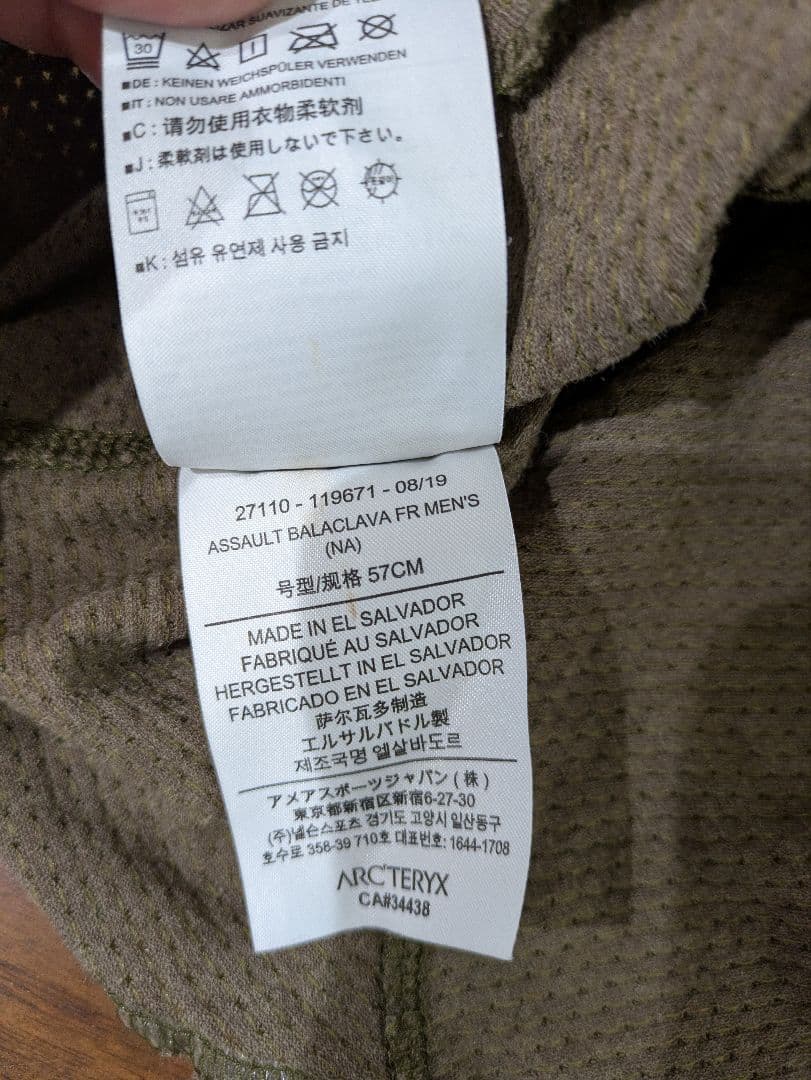 SUAVIZANTE DE
30
■DE : KEINEN WEICHSPÜLER VERWENDEN
■IT : NON USARE AMMORBIDENTI
■C : 请勿使用衣物柔软剂
■J : 柔軟剤は使用しないで下さい。
■K : 섬유 유연제 사용 금지
27110 - 119671 - 08/19
ASSAULT BALACLAVA FR MEN'S
(NA)
号型/规格 57CM
MADE IN EL SALVADOR
FABRIQUÉ AU SALVADOR
HERGESTELLT IN EL SALVADOR
FABRICADO EN EL SALVADOR
萨尔瓦多制造
エルサルバドル製
제조국명 엘살바도르
アメアスポーツジャパン ( 株 )
東京都新宿区新宿6-27-30
(주)넬슨스포츠 경기도 고양시 일산동구
호수로 358-39 710호 대표번호: 1644-1708
ARC'TERYX
CA#34438